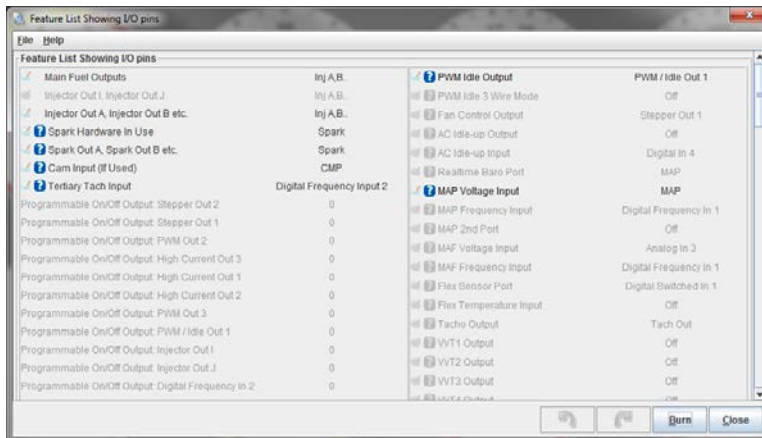 Feature List Showing I/O pins
File Help
Feature List Showing I/O pins
Main Fuel Outputs Inj A,B..
Injector Out I, Injector Out J Inj A,B..
Injector Out A, Injector Out B etc. Inj A,B..
Spark Hardware In Use Spark
Spark Out A, Spark Out B etc. Spark
Cam Input (If Used) CMP
Tertiary Tach Input Digital Frequency Input 2
Programmable On/Off Output: Stepper Out 2 0
Programmable On/Off Output: Stepper Out 1 0
Programmable On/Off Output: PWM Out 2 0
Programmable On/Off Output: High Current Out 3 0
Programmable On/Off Output: High Current Out 1 0
Programmable On/Off Output: High Current Out 2 0
Programmable On/Off Output: PWM Out 3 0
Programmable On/Off Output: PWM / Idle Out 1 0
Programmable On/Off Output: Injector Out I 0
Programmable On/Off Output: Injector Out J 0
Programmable On/Off Output: Digital Frequency In 2 0
PWM Idle Output PWM / Idle Out 1
PWM Idle 3 Wire Mode Off
Fan Control Output Stepper Out 1
AC Idle-up Output Off
AC Idle-up Input Digital In 4
Realtime Baro Port MAP
MAP Voltage Input MAP
MAP Frequency Input Digital Frequency In 1
MAP 2nd Port Off
MAF Voltage Input Analog In 3
MAF Frequency Input Digital Frequency In 1
Flex Sensor Port Digital Switched In 1
Flex Temperature Input Off
Tacho Output Tach Out
VVT1 Output Off
VVT2 Output Off
VVT3 Output Off
VVT4 Output Off
Burn Close